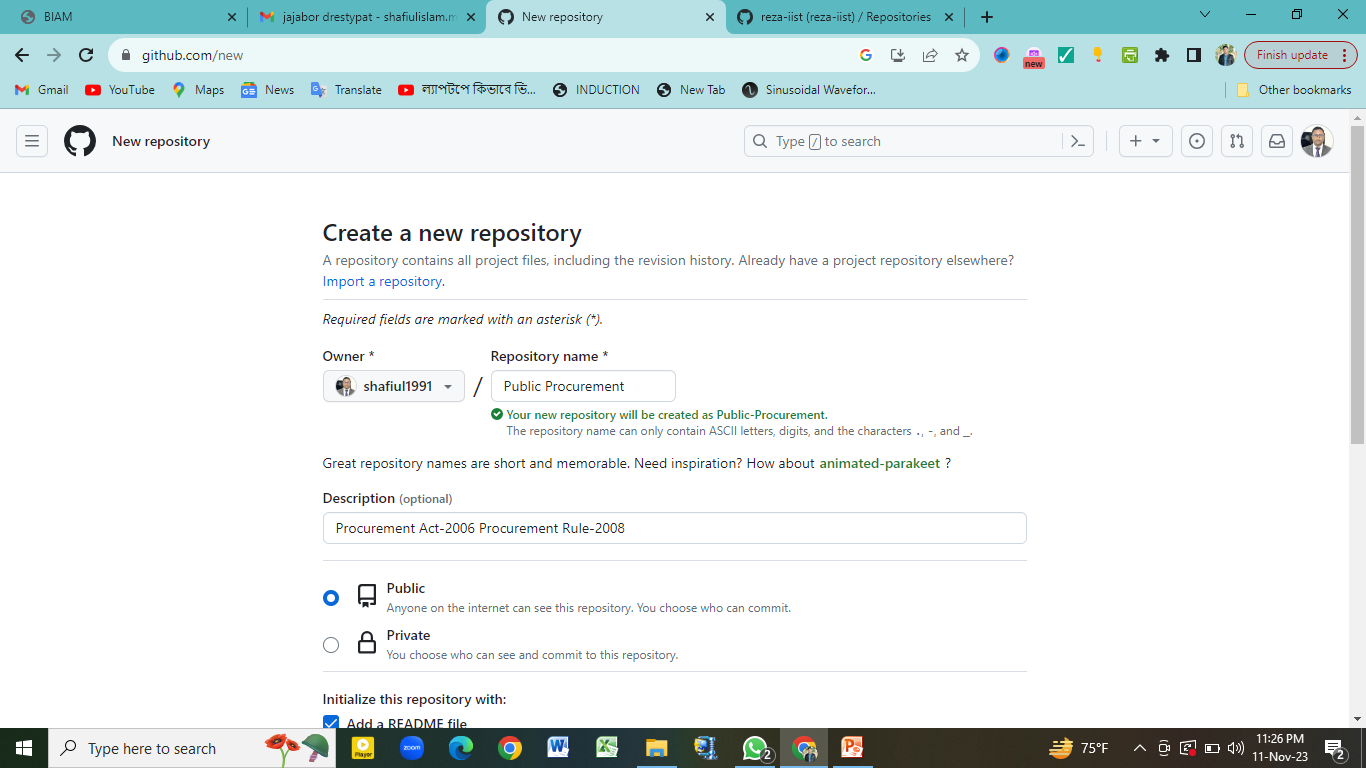 BIAM
jajabor drestypat - shafiulislam.m
New repository
reza-iist (reza-iist) / Repositories
github.com/new
new
Finish update
Gmail
YouTube
Maps
News
Translate
ল্যাপটপে কিভাবে ভি...
INDUCTION
New Tab
Sinusoidal Wavefor...
Other bookmarks
New repository
Type / to search
Create a new repository
A repository contains all project files, including the revision history. Already have a project repository elsewhere?
Import a repository.
Required fields are marked with an asterisk (*).
Owner *
Repository name *
shafiul1991
/
Public Procurement
Your new repository will be created as Public-Procurement.
The repository name can only contain ASCII letters, digits, and the characters ., -, and _.
Great repository names are short and memorable. Need inspiration? How about animated-parakeet ?
Description (optional)
Procurement Act-2006 Procurement Rule-2008
Public
Anyone on the internet can see this repository. You choose who can commit.
Private
You choose who can see and commit to this repository.
Initialize this repository with:
Add a README file
Type here to search
Player
zoom
2
75°F
11:26 PM
11-Nov-23
2